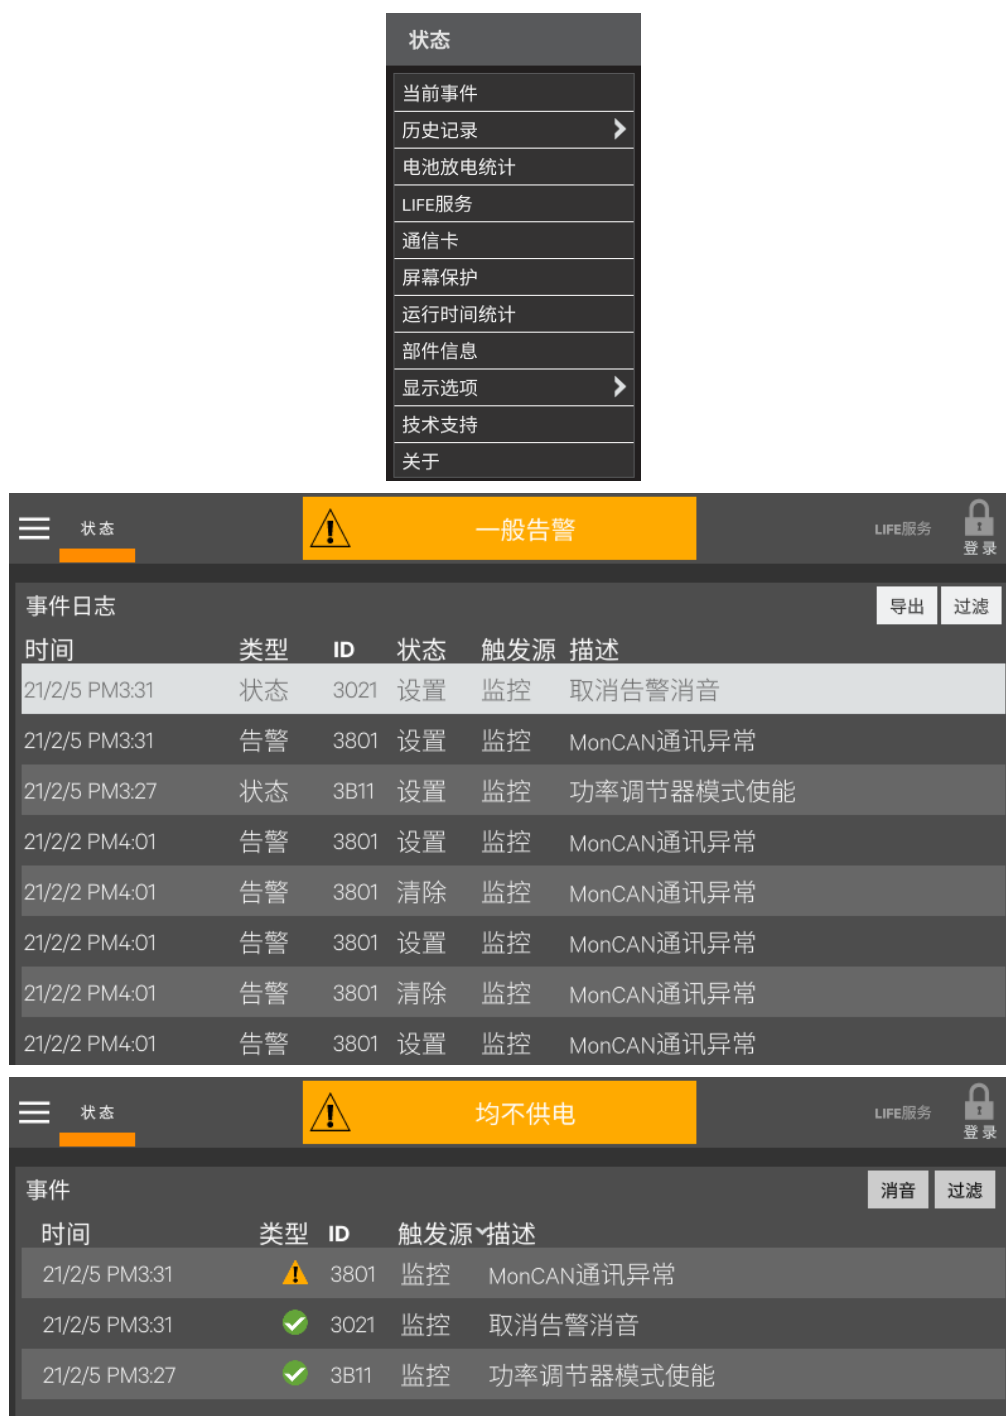 状态
当前事件
历史记录
电池放电统计
LIFE服务
通信卡
屏幕保护
运行时间统计
部件信息
显示选项
技术支持
关于
状态 一般告警 LIFE服务 登录
事件日志 导出 过滤
时间 类型 ID 状态 触发源 描述
21/2/5 PM3:31 状态 3021 设置 监控 取消告警消音
21/2/5 PM3:31 告警 3801 设置 监控 MonCAN通讯异常
21/2/5 PM3:27 状态 3B11 设置 监控 功率调节器模式使能
21/2/2 PM4:01 告警 3801 设置 监控 MonCAN通讯异常
21/2/2 PM4:01 告警 3801 清除 监控 MonCAN通讯异常
21/2/2 PM4:01 告警 3801 设置 监控 MonCAN通讯异常
21/2/2 PM4:01 告警 3801 清除 监控 MonCAN通讯异常
21/2/2 PM4:01 告警 3801 设置 监控 MonCAN通讯异常
状态 均不供电 LIFE服务 登录
事件 消音 过滤
时间 类型 ID 触发源 描述
21/2/5 PM3:31 3801 监控 MonCAN通讯异常
21/2/5 PM3:31 3021 监控 取消告警消音
21/2/5 PM3:27 3B11 监控 功率调节器模式使能